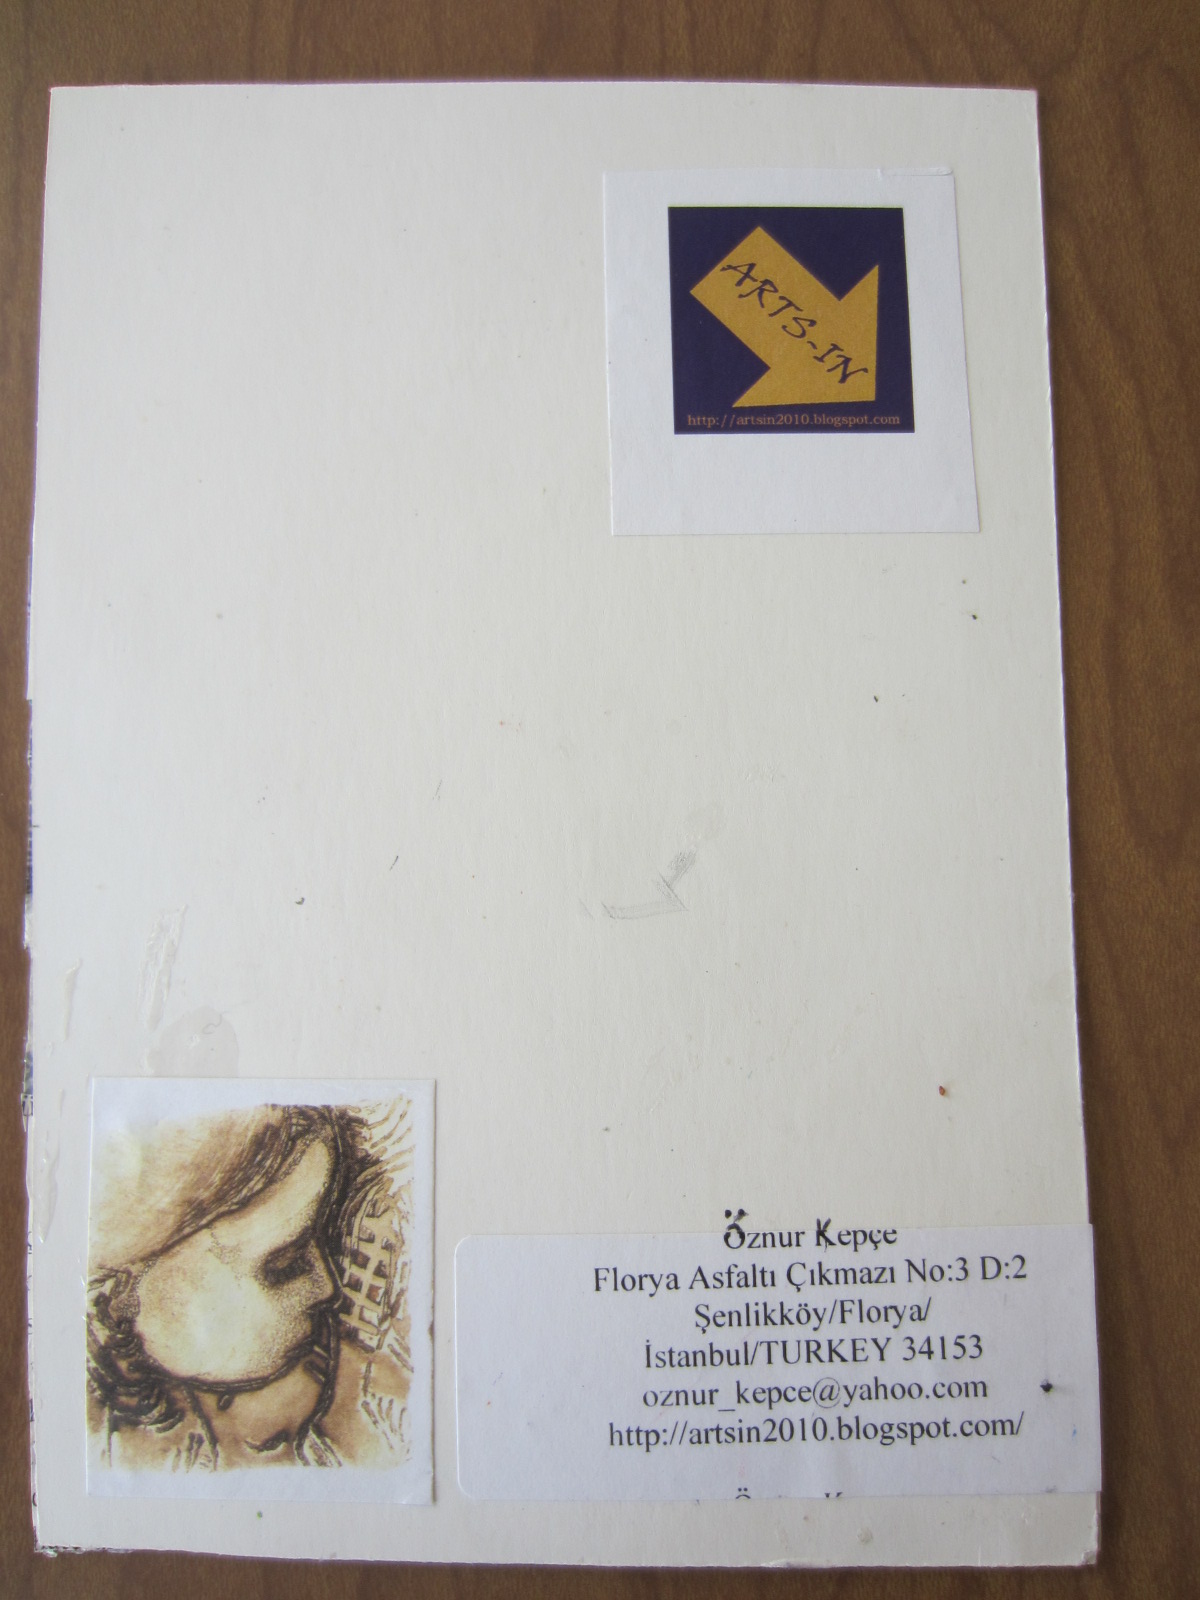 ARTS-IN
http://artsin2010.blogspot.com
Öznur Kepçe
Florya Asfaltı Çıkmazı No:3 D:2
Şenlikköy/Florya/
İstanbul/TURKEY 34153
oznur_kepce@yahoo.com
http://artsin2010.blogspot.com/